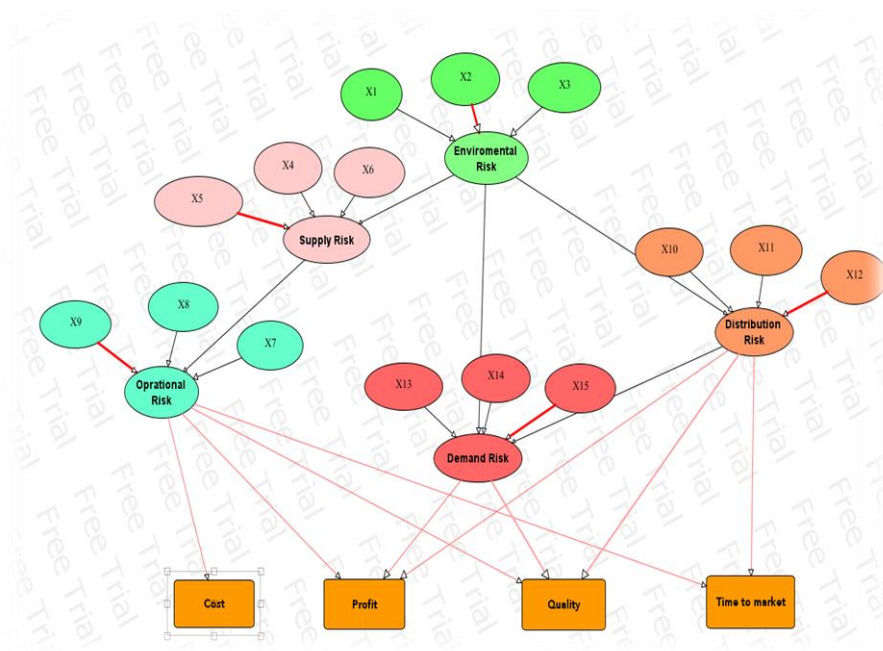 X1
X2
X3
Enviromental
Risk
X4
X6
X5
Supply Risk
X10
X11
X12
Distribution
Risk
X9
X8
X7
Oprational
Risk
X13
X14
X15
Demand Risk
Cost
Profit
Quality
Time to market
Free Trial